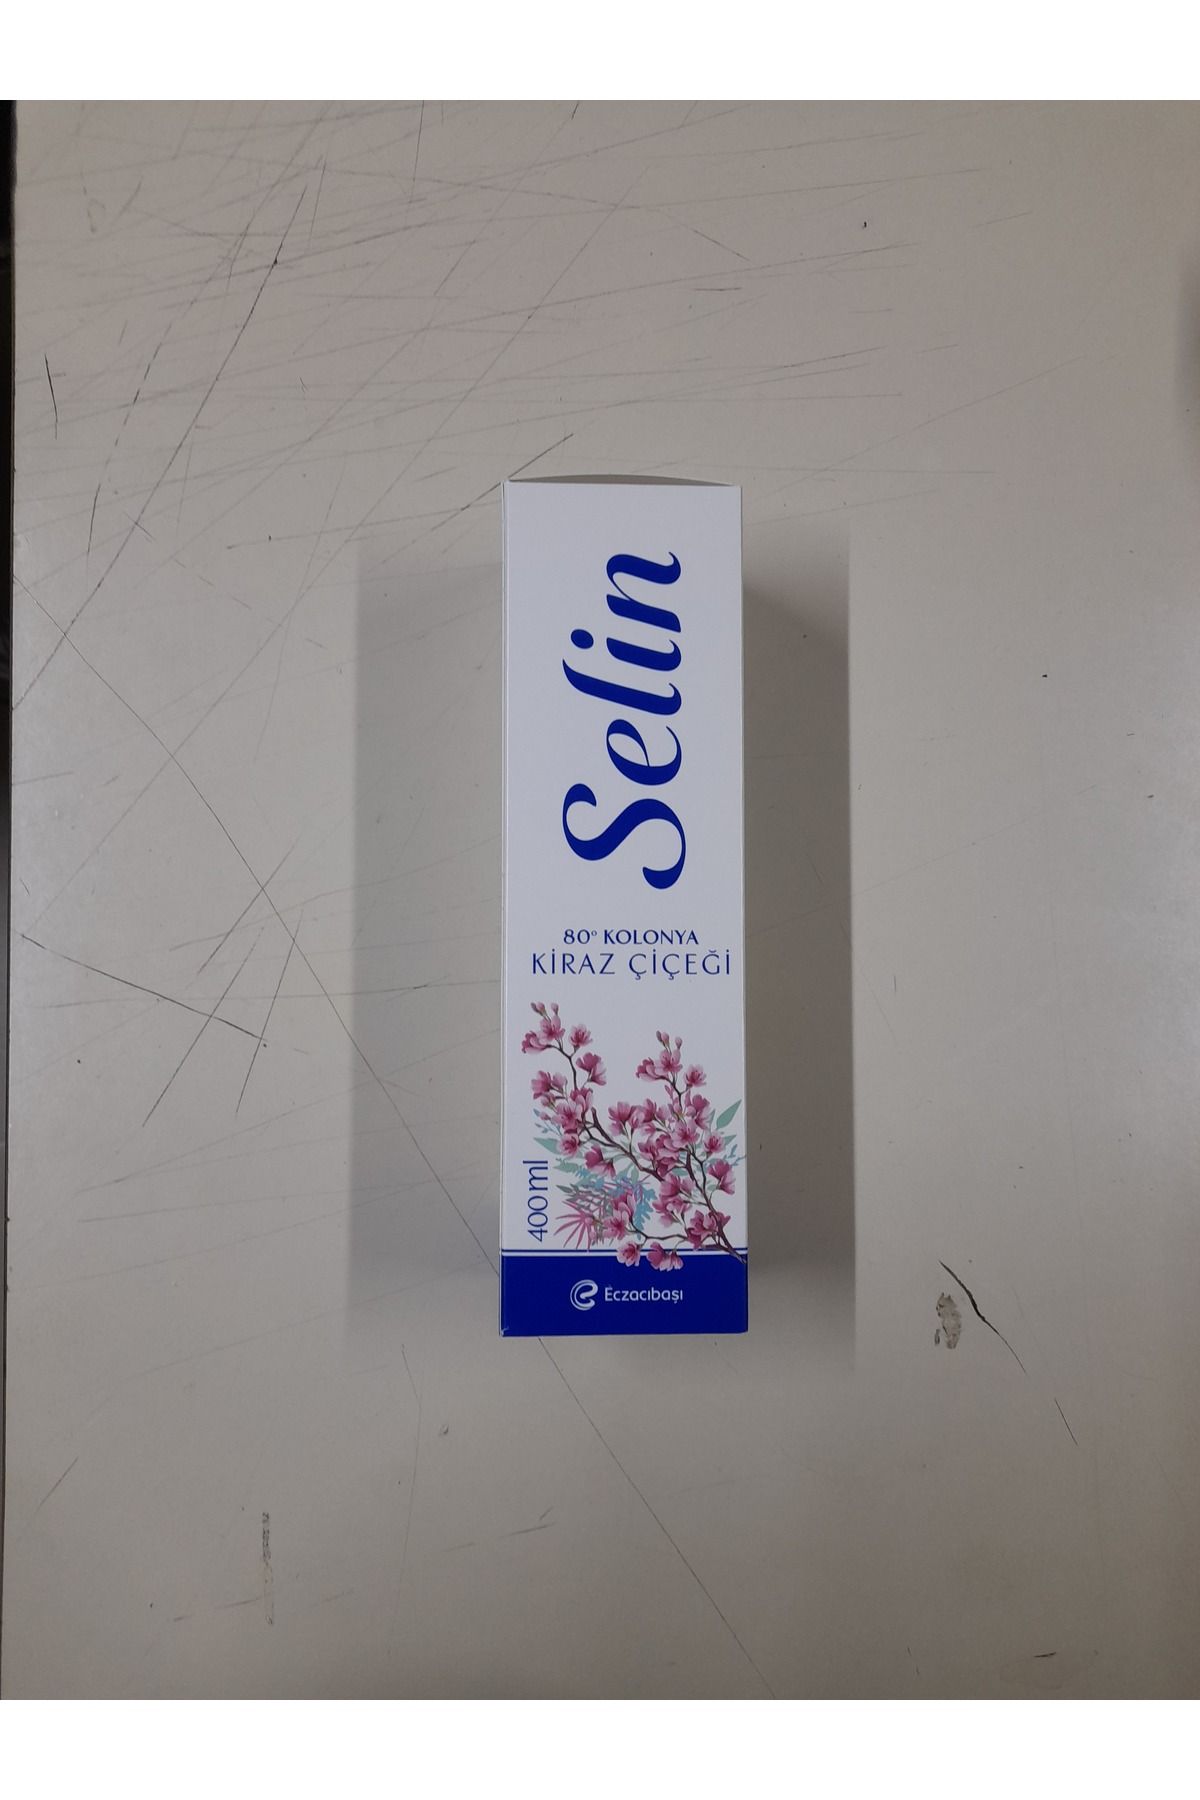 Selin
80° KOLONYA
KİRAZ ÇİÇEĞİ
400ml
Eczacıbaşı